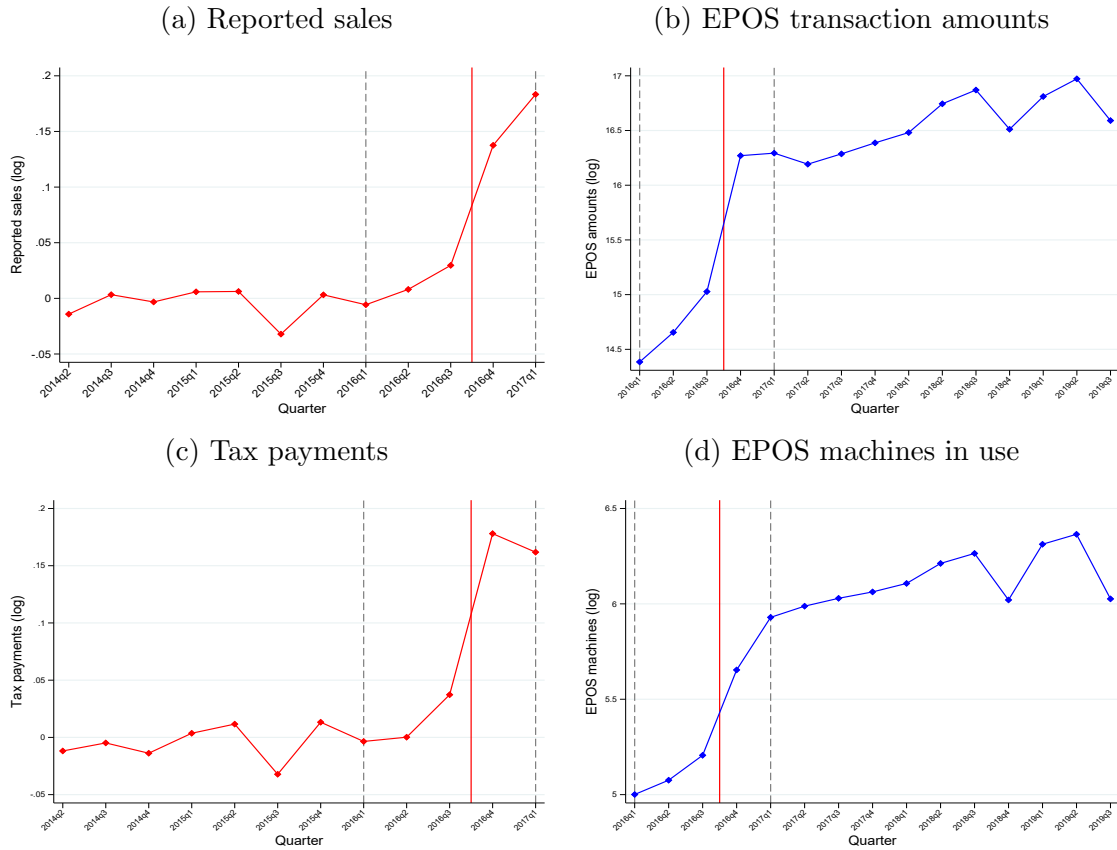 (a) Reported sales
.2
.15
.1
.05
0
-.05
Reported sales (log)
2014q2
2014q3
2014q4
2015q1
2015q2
2015q3
2015q4
2016q1
2016q2
2016q3
2016q4
2017q1
Quarter
(b) EPOS transaction amounts
17
16.5
16
15.5
15
14.5
EPOS amounts (log)
2016q1
2016q2
2016q3
2016q4
2017q1
2017q2
2017q3
2017q4
2018q1
2018q2
2018q3
2018q4
2019q1
2019q2
2019q3
Quarter
(c) Tax payments
.2
.15
.1
.05
0
-.05
Tax payments (log)
2014q2
2014q3
2014q4
2015q1
2015q2
2015q3
2015q4
2016q1
2016q2
2016q3
2016q4
2017q1
Quarter
(d) EPOS machines in use
6.5
6
5.5
5
EPOS machines (log)
2016q1
2016q2
2016q3
2016q4
2017q1
2017q2
2017q3
2017q4
2018q1
2018q2
2018q3
2018q4
2019q1
2019q2
2019q3
Quarter